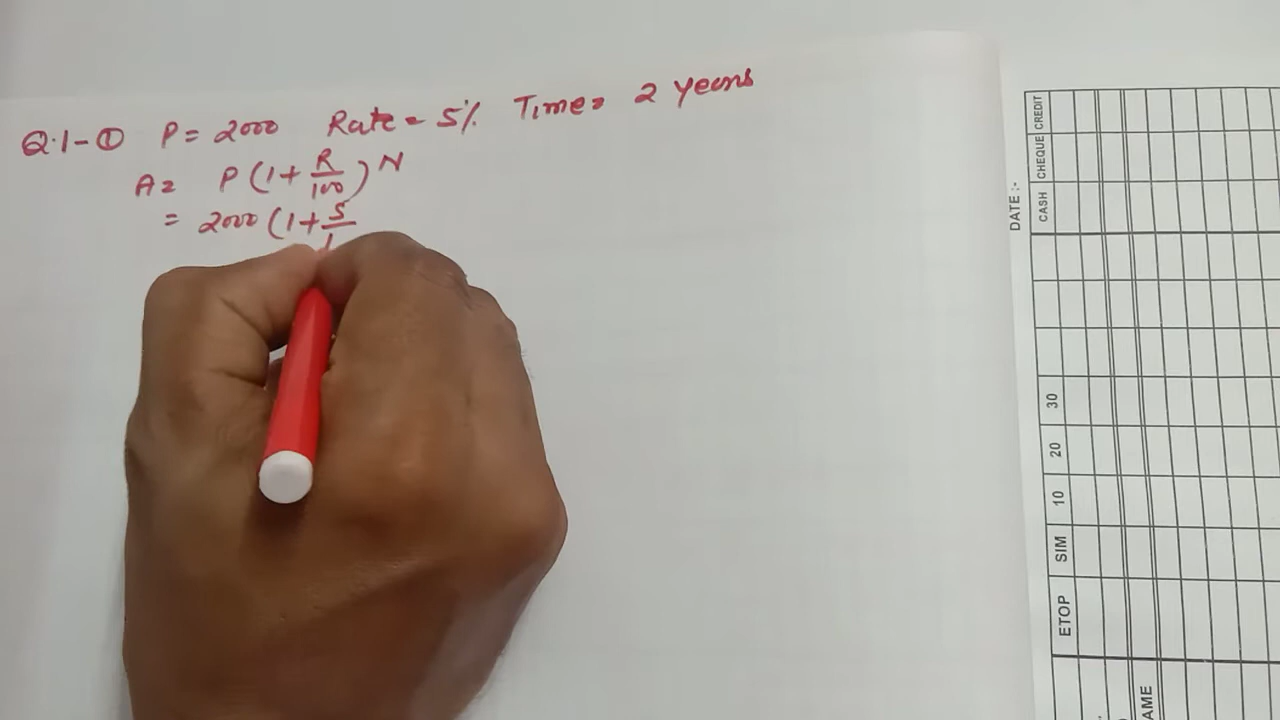 Q.1-① P = 2000 Rate = 5% Time = 2 Years
A = P (1 + R/100)^N
= 2000 (1 + 5/1
DATE :-
CASH CHEQUE CREDIT
ETOP SIM 10 20 30
AME